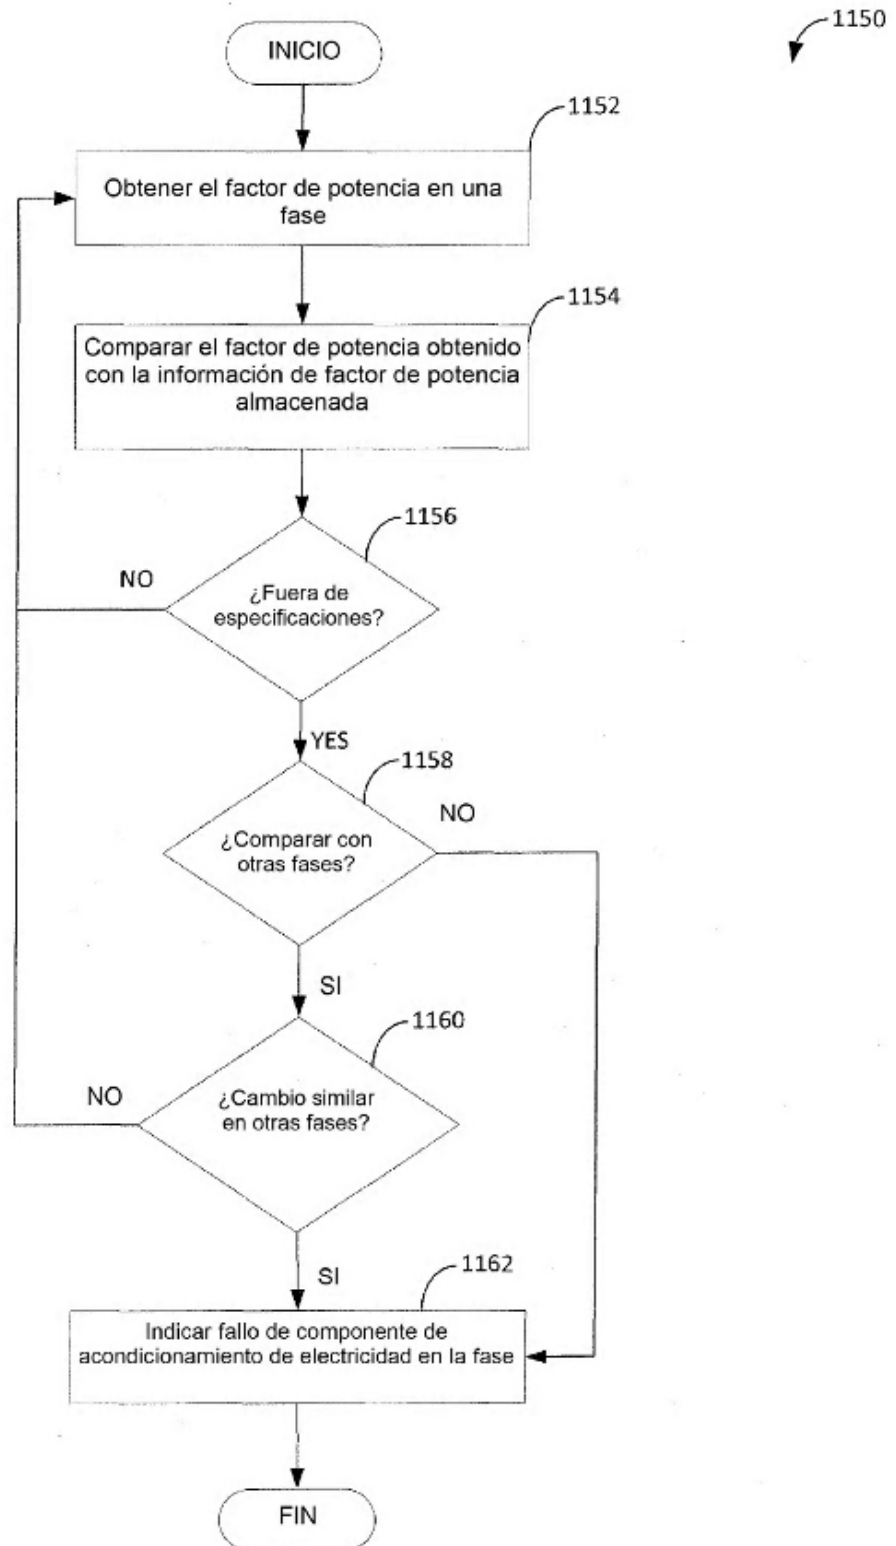 1150
INICIO
1152
Obtener el factor de potencia en una
fase
1154
Comparar el factor de potencia obtenido
con la información de factor de potencia
almacenada
1156
NO
¿Fuera de
especificaciones?
YES
1158
NO
¿Comparar con
otras fases?
SI
1160
NO
¿Cambio similar
en otras fases?
SI
1162
Indicar fallo de componente de
acondicionamiento de electricidad en la fase
FIN